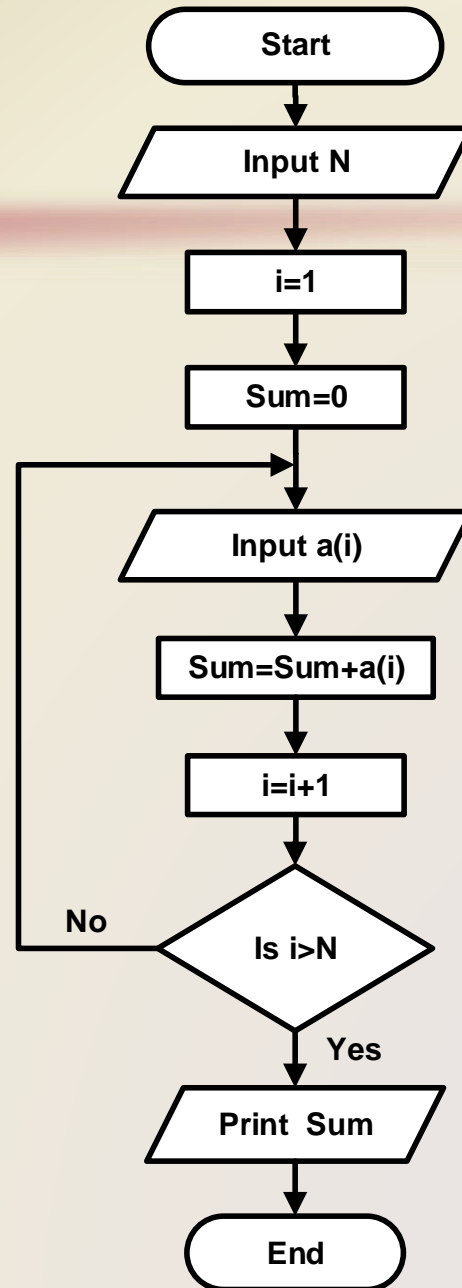 Start
Input N
i=1
Sum=0
Input a(i)
Sum=Sum+a(i)
i=i+1
Is i>N
No
Yes
Print Sum
End